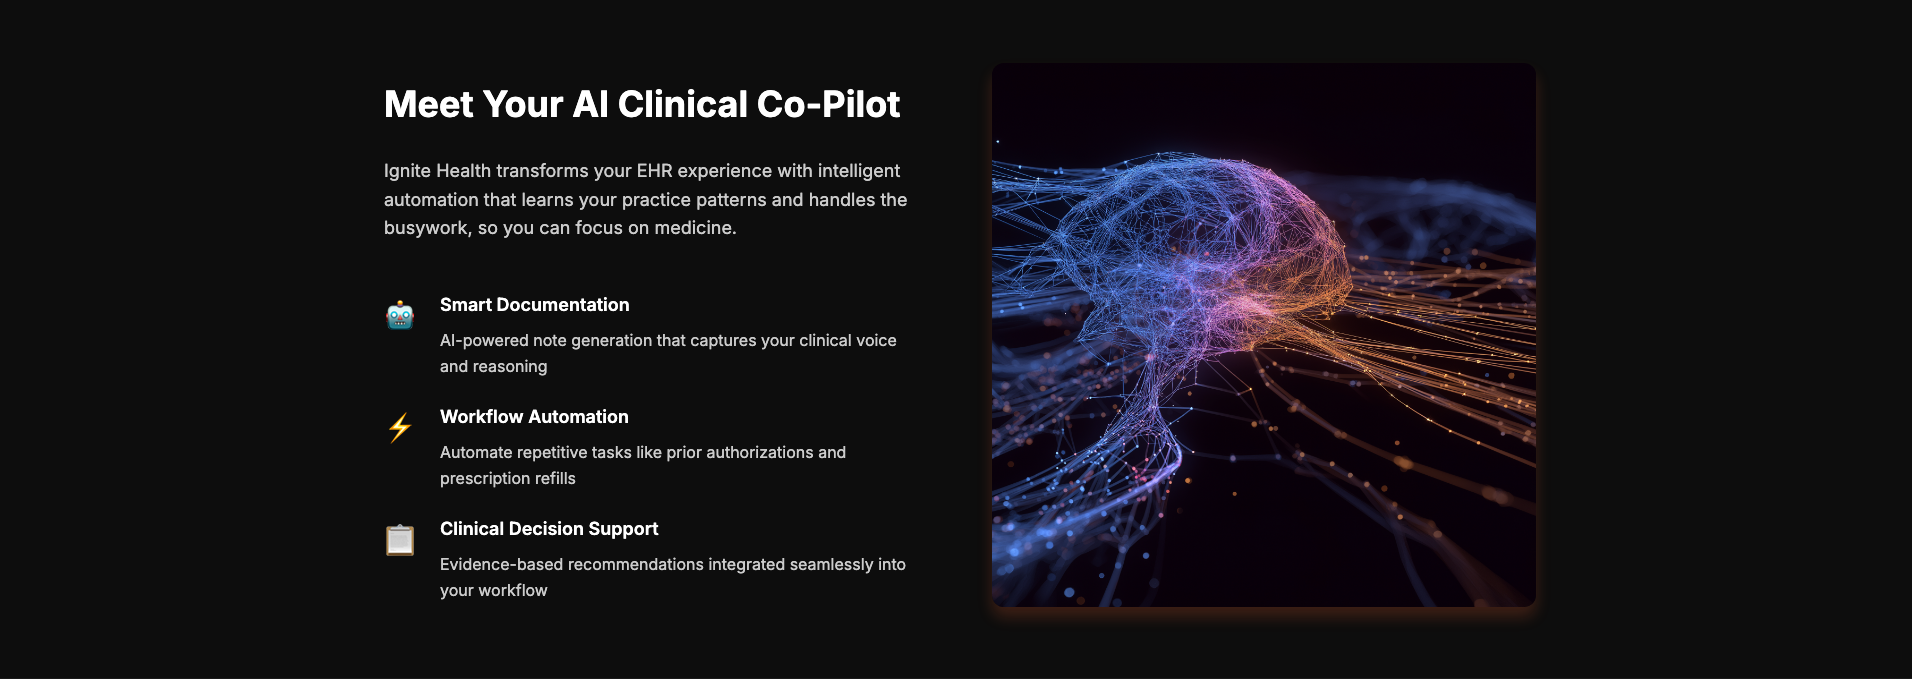 Meet Your AI Clinical Co-Pilot
Ignite Health transforms your EHR experience with intelligent
automation that learns your practice patterns and handles the
busywork, so you can focus on medicine.
Smart Documentation
AI-powered note generation that captures your clinical voice
and reasoning
Workflow Automation
Automate repetitive tasks like prior authorizations and
prescription refills
Clinical Decision Support
Evidence-based recommendations integrated seamlessly into
your workflow